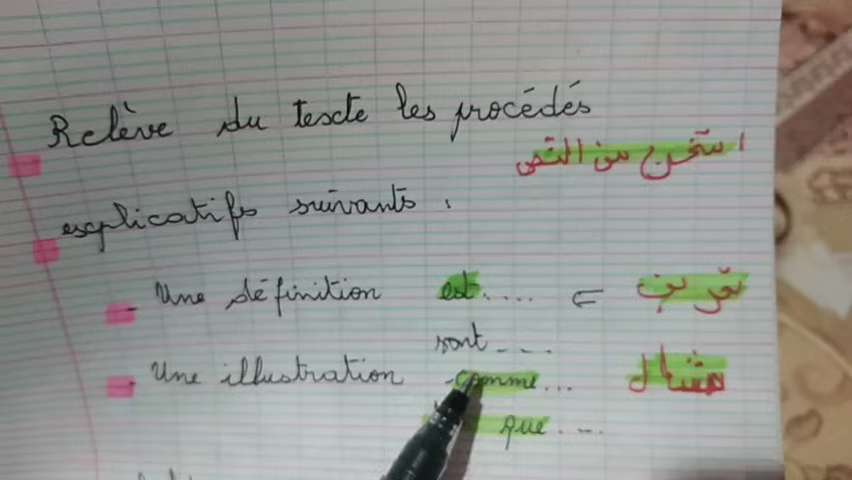 Relève du texte les procédés
استخرج من النص
explicatifs suivants :
- Une définition est.... ⊂ تعريف
sont ....
- Une illustration - comme... مثال
que....